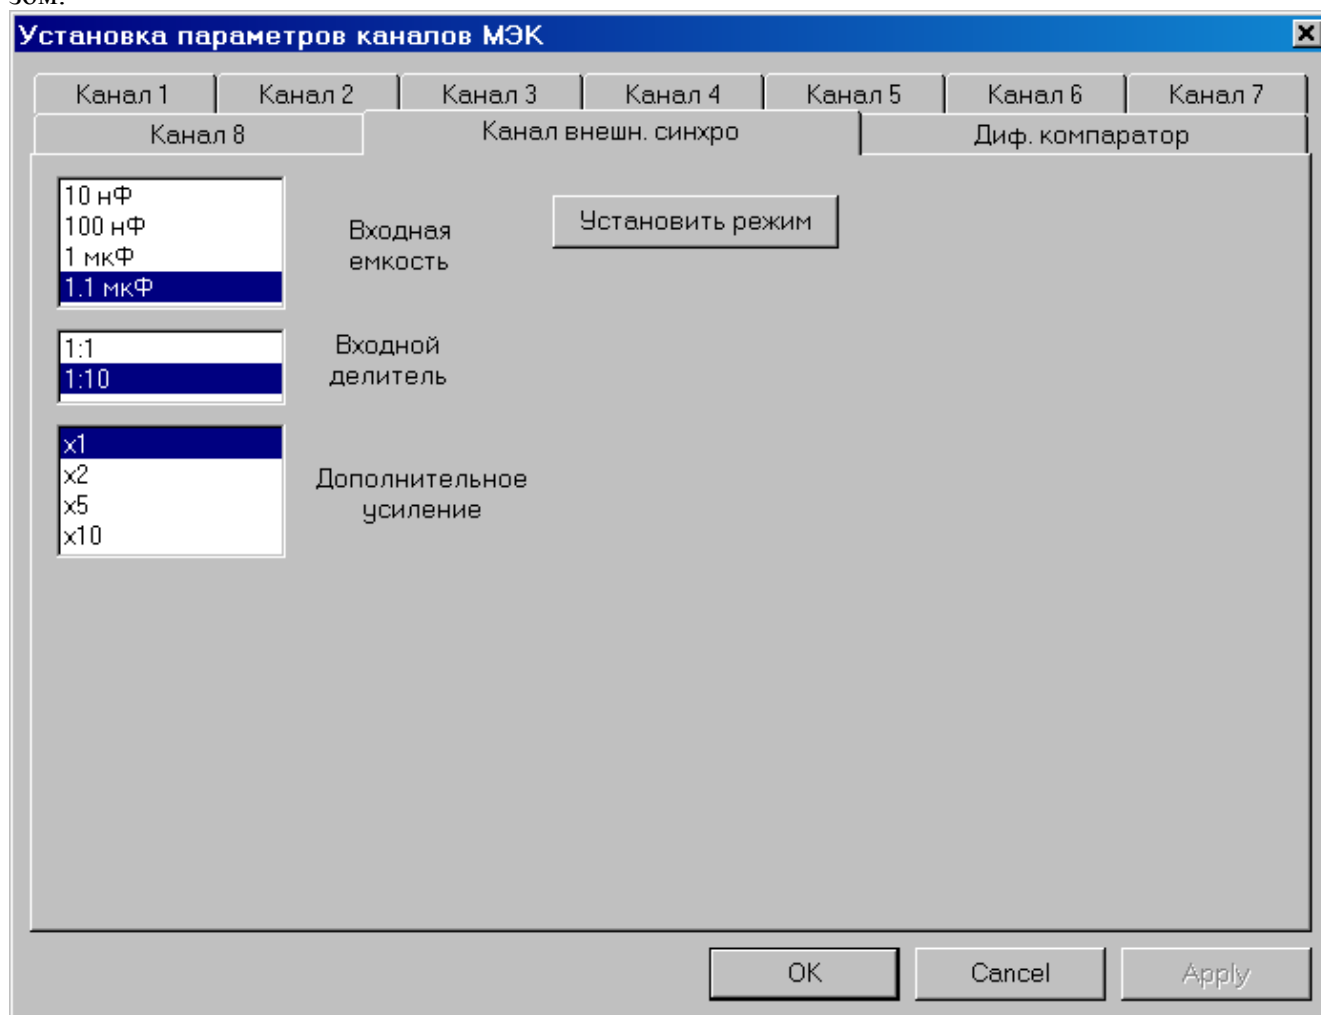 зом.
Установка параметров каналов МЭК
Канал 1 Канал 2 Канал 3 Канал 4 Канал 5 Канал 6 Канал 7
Канал 8 Канал внешн. синхро Диф. компаратор
10 нФ
100 нФ
1 мкФ
1.1 мкФ
Входная
емкость
Установить режим
1:1
1:10
Входной
делитель
x1
x2
x5
x10
Дополнительное
усиление
OK Cancel Apply